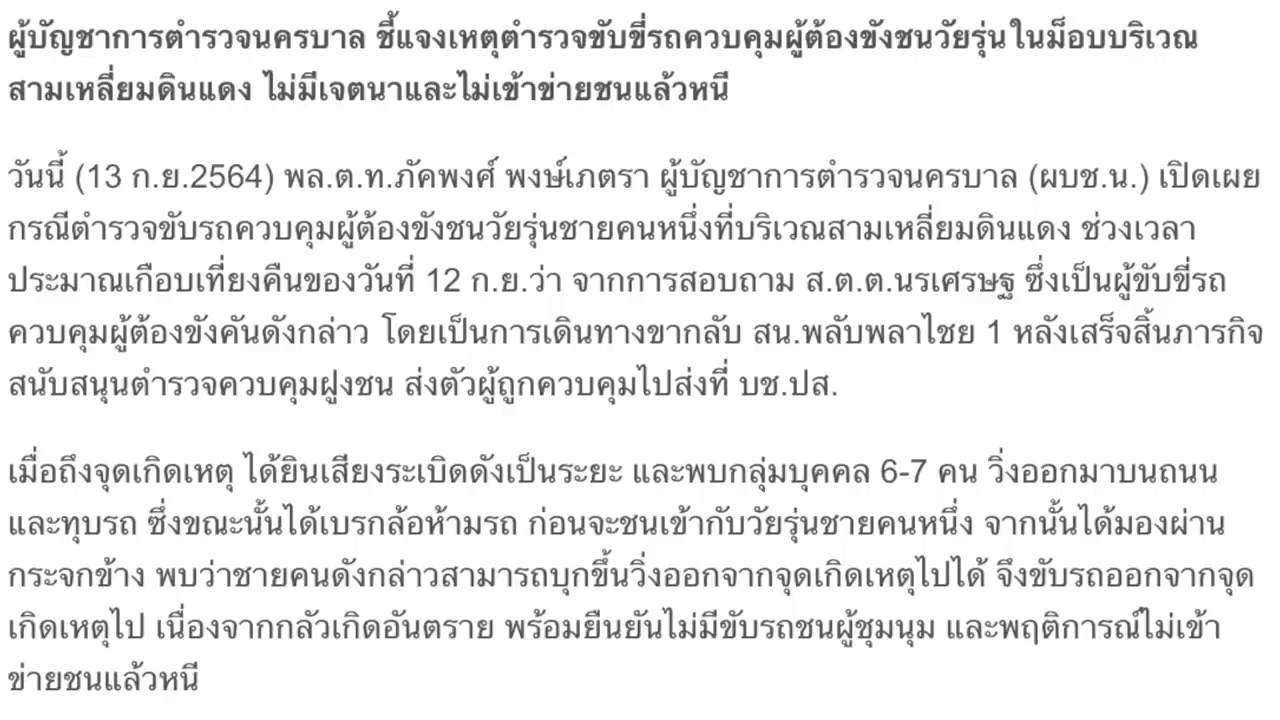 ผู้บัญชาการตำรวจนครบาล ชี้แจงเหตุตำรวจขับขี่รถควบคุมผู้ต้องขังชนวัยรุ่นในม็อบบริเวณ
สามเหลี่ยมดินแดง ไม่มีเจตนาและไม่เข้าข่ายชนแล้วหนี
วันนี้ (13 ก.ย.2564) พล.ต.ท.ภัคพงศ์ พงษ์เภตรา ผู้บัญชาการตำรวจนครบาล (ผบช.น.) เปิดเผย
กรณีตำรวจขับรถควบคุมผู้ต้องขังชนวัยรุ่นชายคนหนึ่งที่บริเวณสามเหลี่ยมดินแดง ช่วงเวลา
ประมาณเกือบเที่ยงคืนของวันที่ 12 ก.ย.ว่า จากการสอบถาม ส.ต.ต.นรเศรษฐ ซึ่งเป็นผู้ขับขี่รถ
ควบคุมผู้ต้องขังคันดังกล่าว โดยเป็นการเดินทางขากลับ สน.พลับพลาไชย 1 หลังเสร็จสิ้นภารกิจ
สนับสนุนตำรวจควบคุมฝูงชน ส่งตัวผู้ถูกควบคุมไปส่งที่ บช.ปส.
เมื่อถึงจุดเกิดเหตุ ได้ยินเสียงระเบิดดังเป็นระยะ และพบกลุ่มบุคคล 6-7 คน วิ่งออกมาบนถนน
และทุบรถ ซึ่งขณะนั้นได้เบรกล้อห้ามรถ ก่อนจะชนเข้ากับวัยรุ่นชายคนหนึ่ง จากนั้นได้มองผ่าน
กระจกข้าง พบว่าชายคนดังกล่าวสามารถบุกขึ้นวิ่งออกจากจุดเกิดเหตุไปได้ จึงขับรถออกจากจุด
เกิดเหตุไป เนื่องจากกลัวเกิดอันตราย พร้อมยืนยันไม่มีขับรถชนผู้ชุมนุม และพฤติการณ์ไม่เข้า
ข่ายชนแล้วหนี